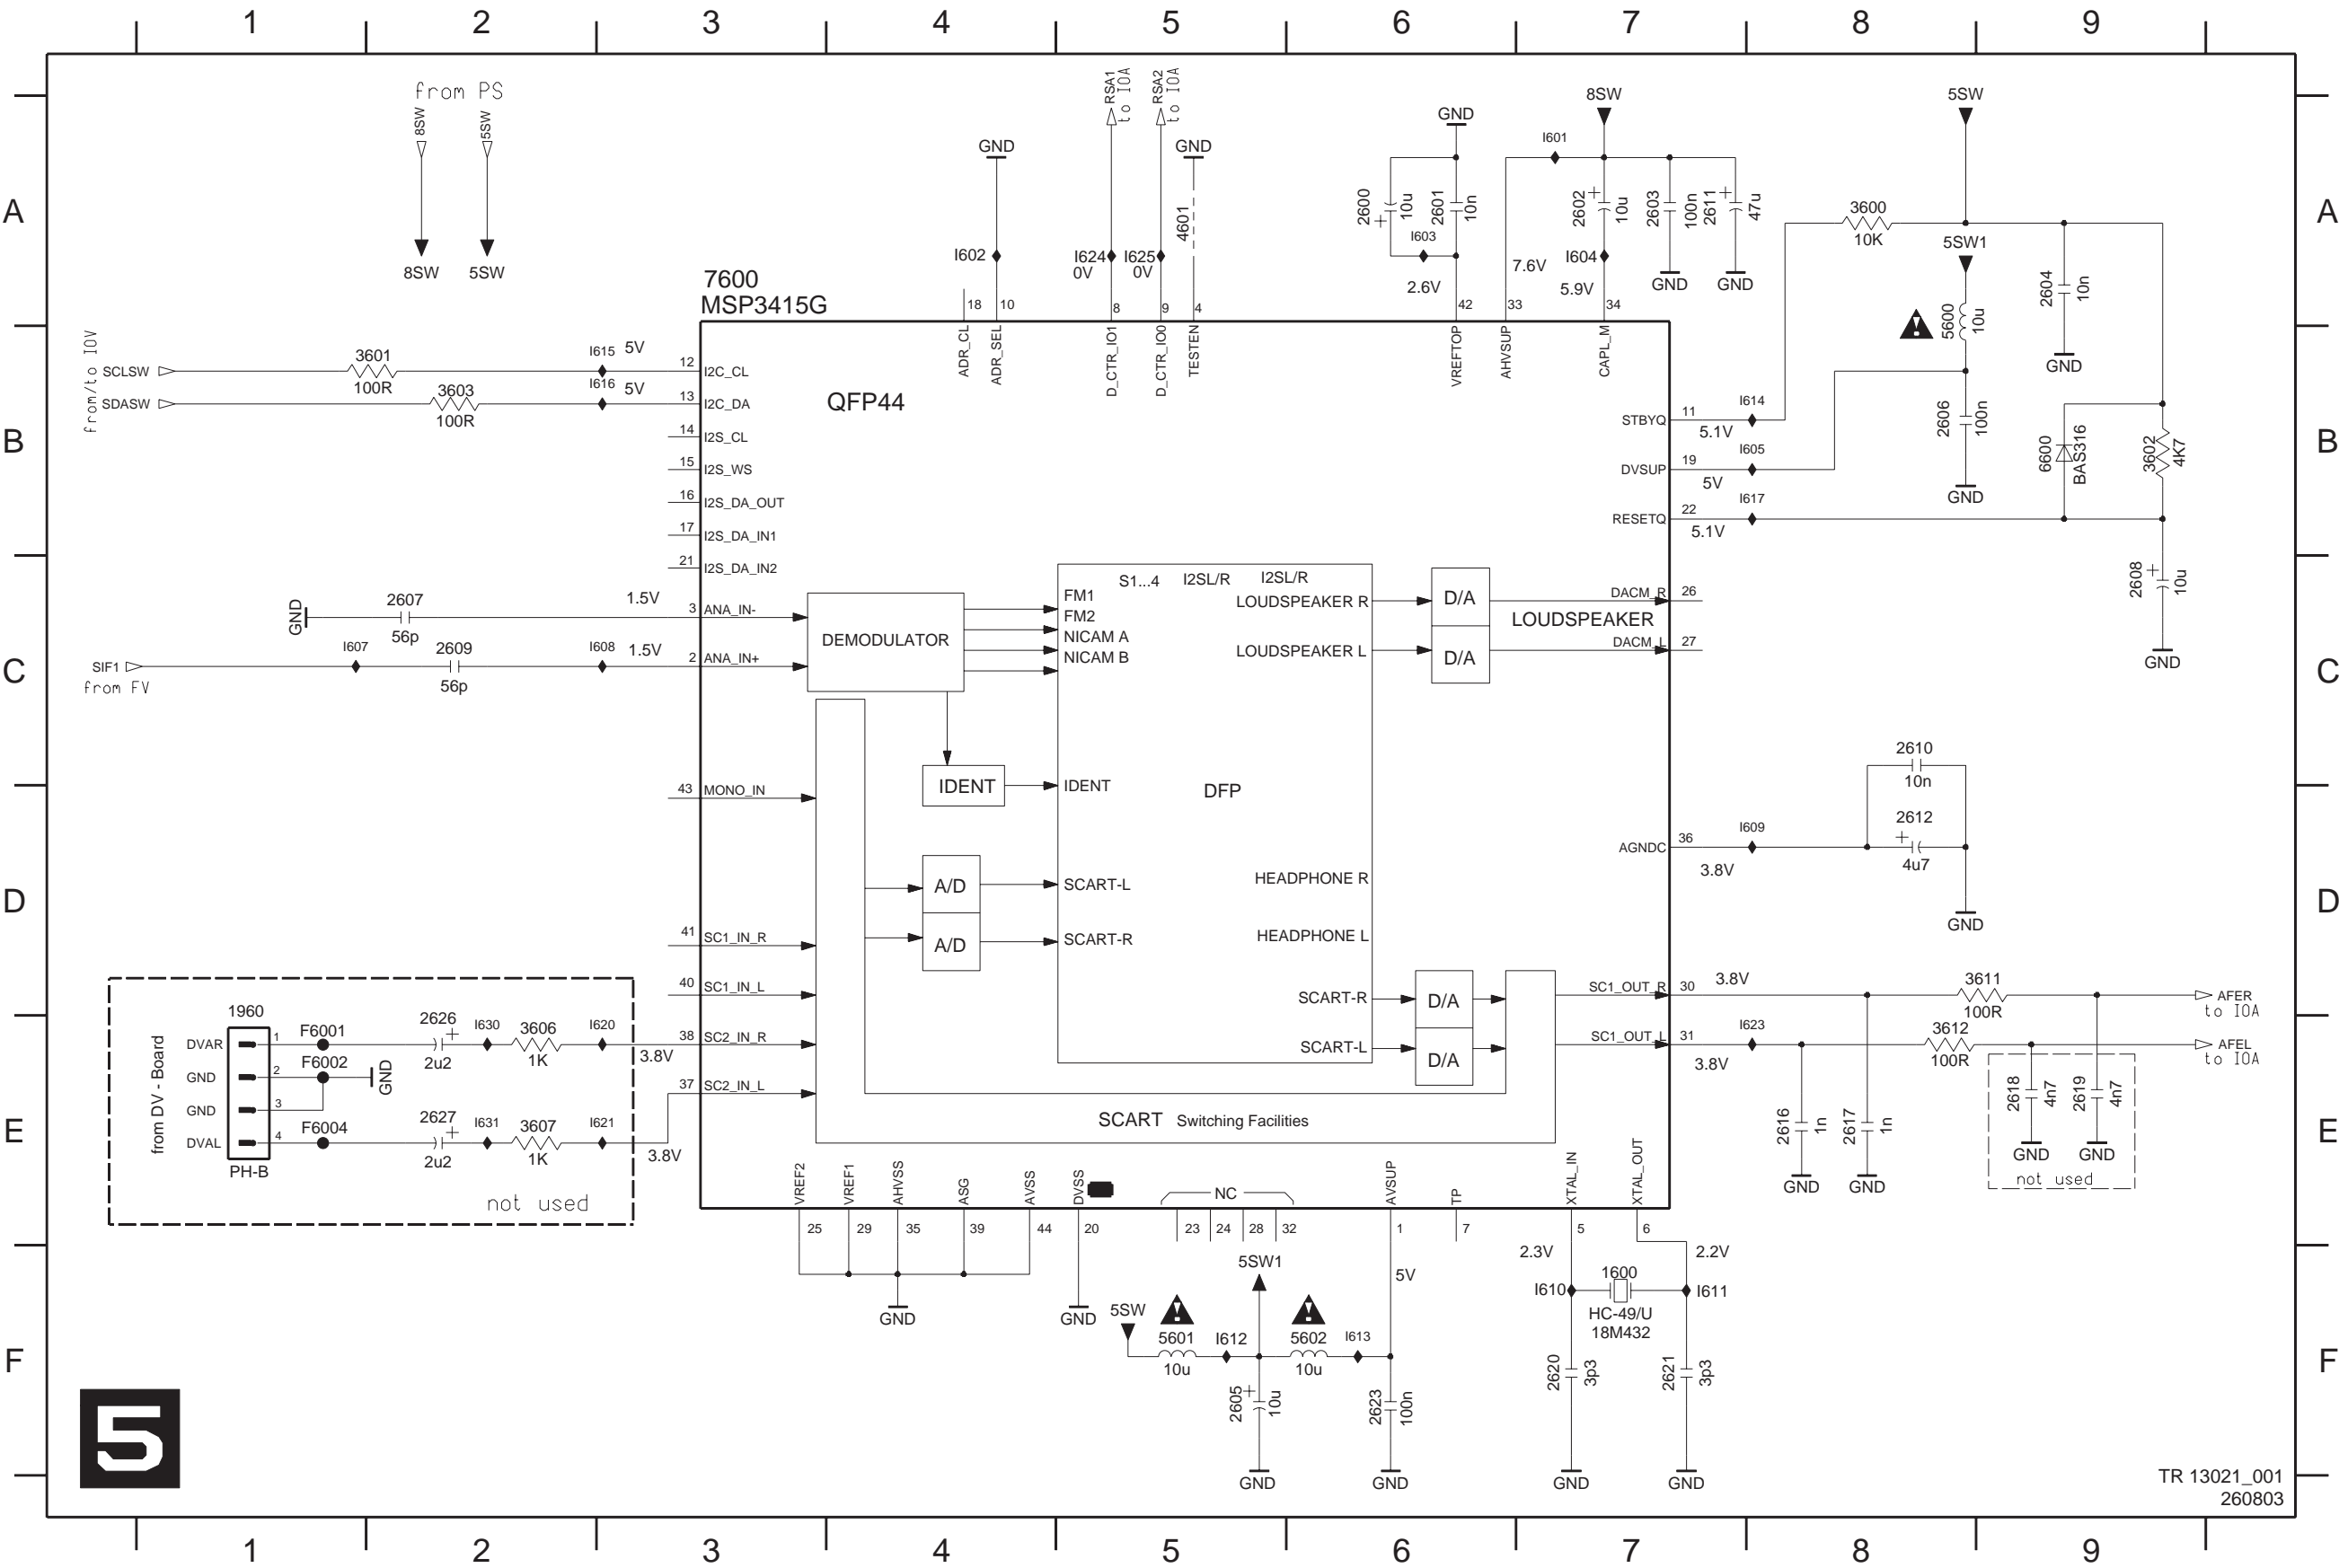 1 2 3 4 5 6 7 8 9
from PS
8SW 5SW
8SW 5SW
RSA1
to IOA
RSA2
to IOA
GND
GND
4601
I602
I624
0V
I625
0V
GND
2600
10u
2601
10n
I603
2.6V
8SW
I601
2602
10u
2603
100n
2611
47u
7.6V
I604
5.9V
GND
GND
5SW
3600
10K
5SW1
5600
10u
2604
10n
GND
A A
7600
MSP3415G
18 10 8 9 4 42 33 34
ADR_CL
ADR_SEL
D_CTR_IO1
D_CTR_IO0
TESTEN
VREFTOP
AHVSUP
CAPL_M
from/to IOV
SCLSW
3601
100R
I615
5V
12 I2C_CL
SDASW
3603
100R
I616
5V
13 I2C_DA
QFP44
14 I2S_CL
15 I2S_WS
16 I2S_DA_OUT
17 I2S_DA_IN1
21 I2S_DA_IN2
STBYQ 11
5.1V
I614
DVSUP 19
5V
I605
RESETQ 22
5.1V
I617
2606
100n
GND
6600
BAS316
3602
4K7
B B
2608
10u
GND
GND
2607
56p
1.5V
3 ANA_IN-
SIF1
from FV
I607
2609
56p
I608
1.5V
2 ANA_IN+
DEMODULATOR
FM1
FM2
NICAM A
NICAM B
S1...4 I2SL/R I2SL/R
LOUDSPEAKER R
LOUDSPEAKER L
D/A
D/A
DACM_R 26
LOUDSPEAKER
DACM_L 27
C C
43 MONO_IN
IDENT
IDENT
DFP
2610
10n
2612
4u7
AGNDC 36
3.8V
I609
GND
A/D
A/D
SCART-L
SCART-R
HEADPHONE R
HEADPHONE L
D D
41 SC1_IN_R
40 SC1_IN_L
38 SC2_IN_R
37 SC2_IN_L
SCART-R
SCART-L
D/A
D/A
SC1_OUT_R 30
3.8V
3611
100R
AFER
to IOA
SC1_OUT_L 31
3.8V
I623
3612
100R
AFEL
to IOA
from DV - Board
1960
DVAR 1
GND 2
GND 3
DVAL 4
PH-B
F6001
F6002
GND
F6004
2626
2u2
I630
3606
1K
I620
3.8V
2627
2u2
I631
3607
1K
I621
3.8V
not used
SCART Switching Facilities
2616
1n
GND
2617
1n
GND
2618
4n7
GND
2619
4n7
GND
not used
E E
VREF2
VREF1
AHVSS
ASG
AVSS
DVSS
NC
AVSUP
TP
XTAL_IN
XTAL_OUT
25 29 35 39 44 20 23 24 28 32 1 7 5 6
GND
GND
5SW
5601
10u
I612
5SW1
5602
10u
I613
5V
2605
10u
GND
2623
100n
GND
2.3V
2.2V
I610
1600
HC-49/U
18M432
I611
2620
3p3
GND
2621
3p3
GND
F F
5
TR 13021_001
260803
1 2 3 4 5 6 7 8 9